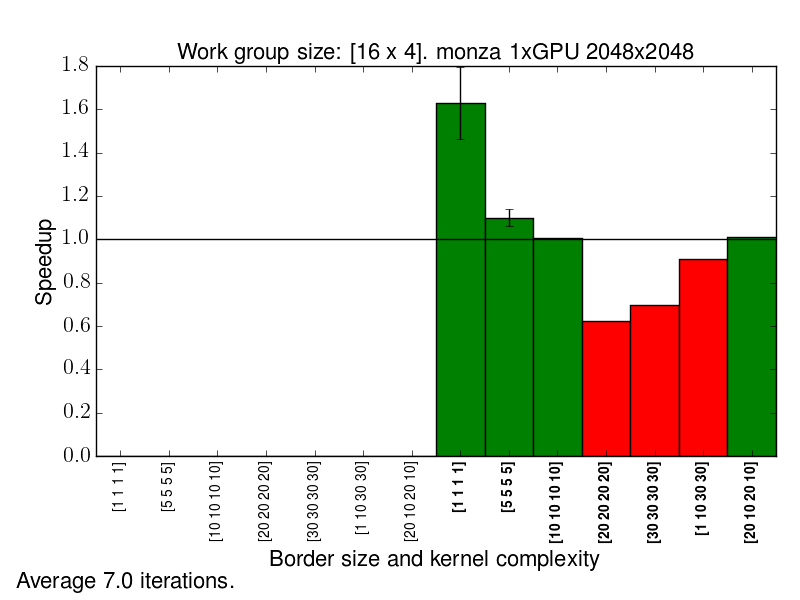 Work group size: [16 x 4]. monza 1xGPU 2048x2048
1.8
1.6
1.4
1.2
1.0
0.8
0.6
0.4
0.2
0.0
Speedup
[1 1 1 1]
[5 5 5 5]
[10 10 10 10]
[20 20 20 20]
[30 30 30 30]
[1 10 30 30]
[20 10 20 10]
[1 1 1 1]
[5 5 5 5]
[10 10 10 10]
[20 20 20 20]
[30 30 30 30]
[1 10 30 30]
[20 10 20 10]
Border size and kernel complexity
Average 7.0 iterations.